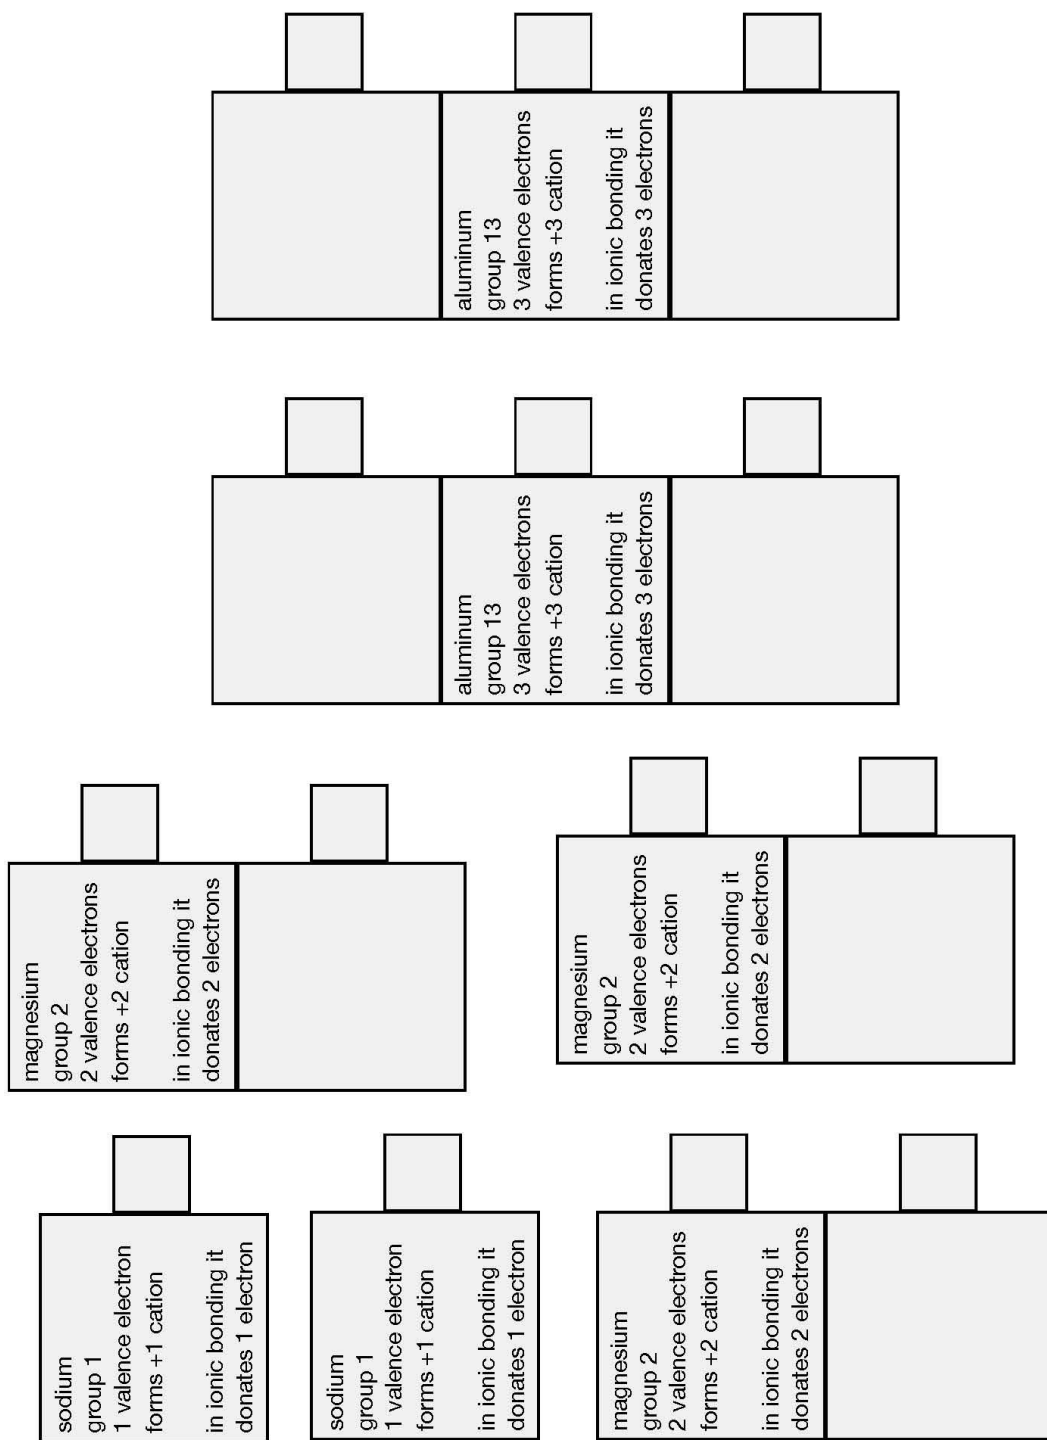 sodium
group 1
1 valence electron
forms +1 cation
in ionic bonding it
donates 1 electron
magnesium
group 2
2 valence electrons
forms +2 cation
in ionic bonding it
donates 2 electrons
sodium
group 1
1 valence electron
forms +1 cation
in ionic bonding it
donates 1 electron
aluminum
group 13
3 valence electrons
forms +3 cation
in ionic bonding it
donates 3 electrons
aluminum
group 13
3 valence electrons
forms +3 cation
in ionic bonding it
donates 3 electrons
magnesium
group 2
2 valence electrons
forms +2 cation
in ionic bonding it
donates 2 electrons
magnesium
group 2
2 valence electrons
forms +2 cation
in ionic bonding it
donates 2 electrons